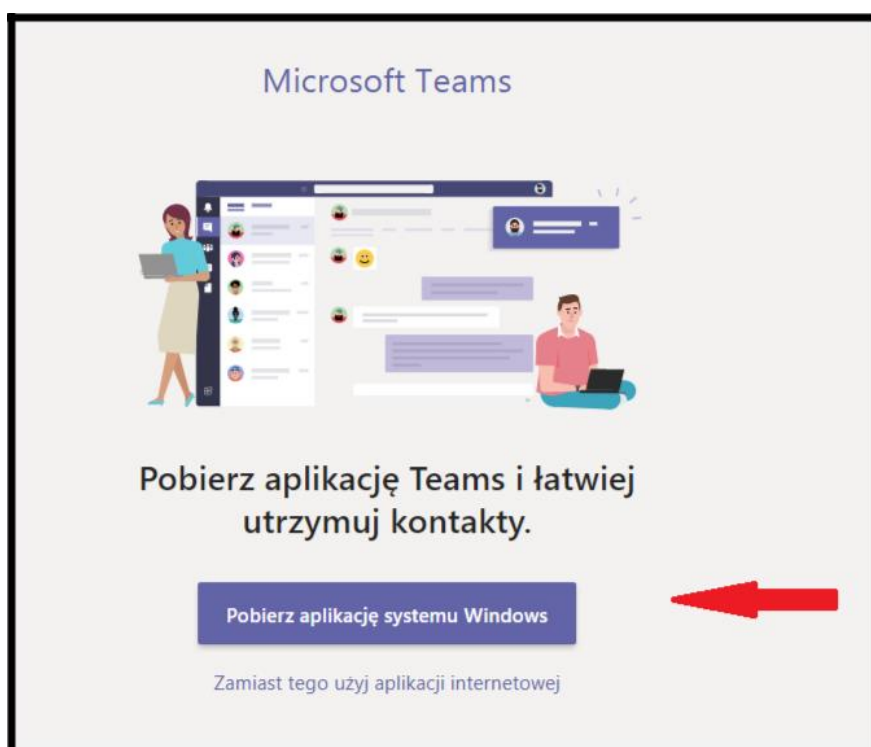 Microsoft Teams
Pobierz aplikację Teams i łatwiej
utrzymuj kontakty.
Pobierz aplikację systemu Windows
Zamiast tego użyj aplikacji internetowej